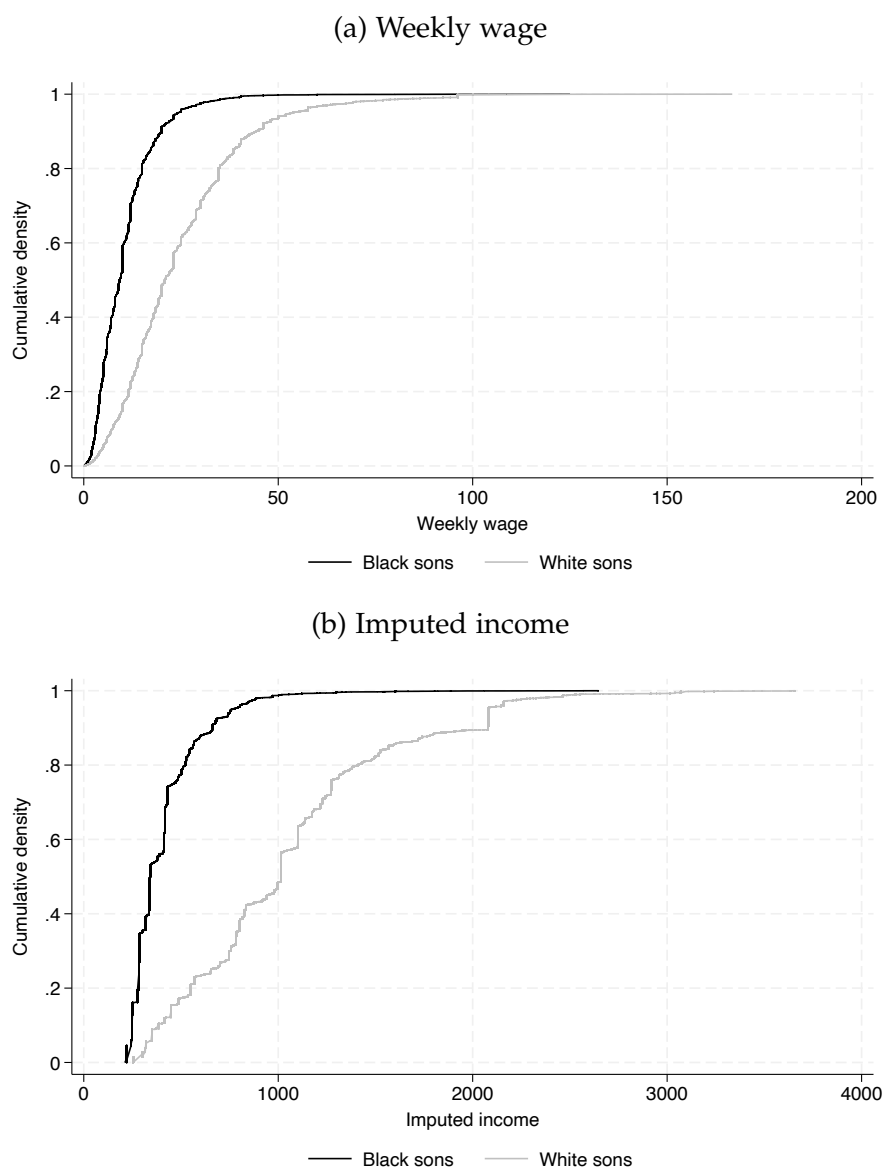 (a) Weekly wage
1
.8
.6
.4
.2
0
Cumulative density
0 50 100 150 200
Weekly wage
Black sons White sons
(b) Imputed income
1
.8
.6
.4
.2
0
Cumulative density
0 1000 2000 3000 4000
Imputed income
Black sons White sons